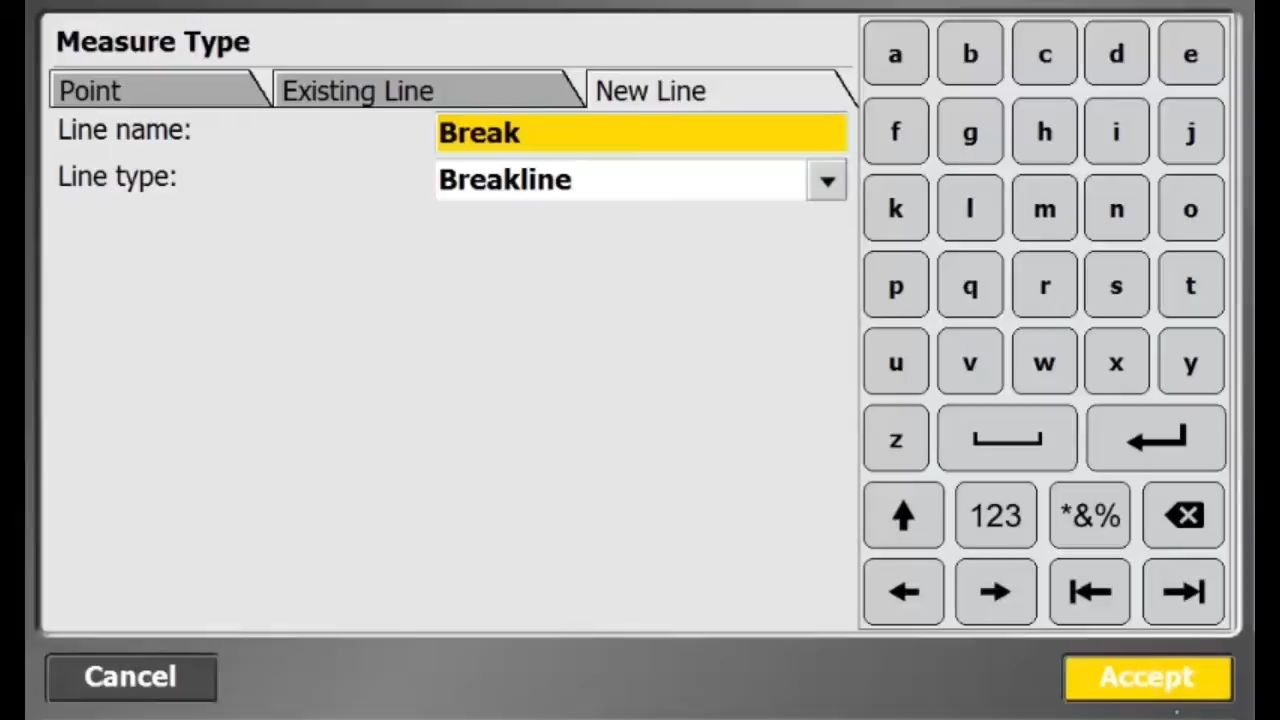 Measure Type
Point Existing Line New Line
Line name: Break
Line type: Breakline
a b c d e
f g h i j
k l m n o
p q r s t
u v w x y
z
123 *&%
Cancel Accept